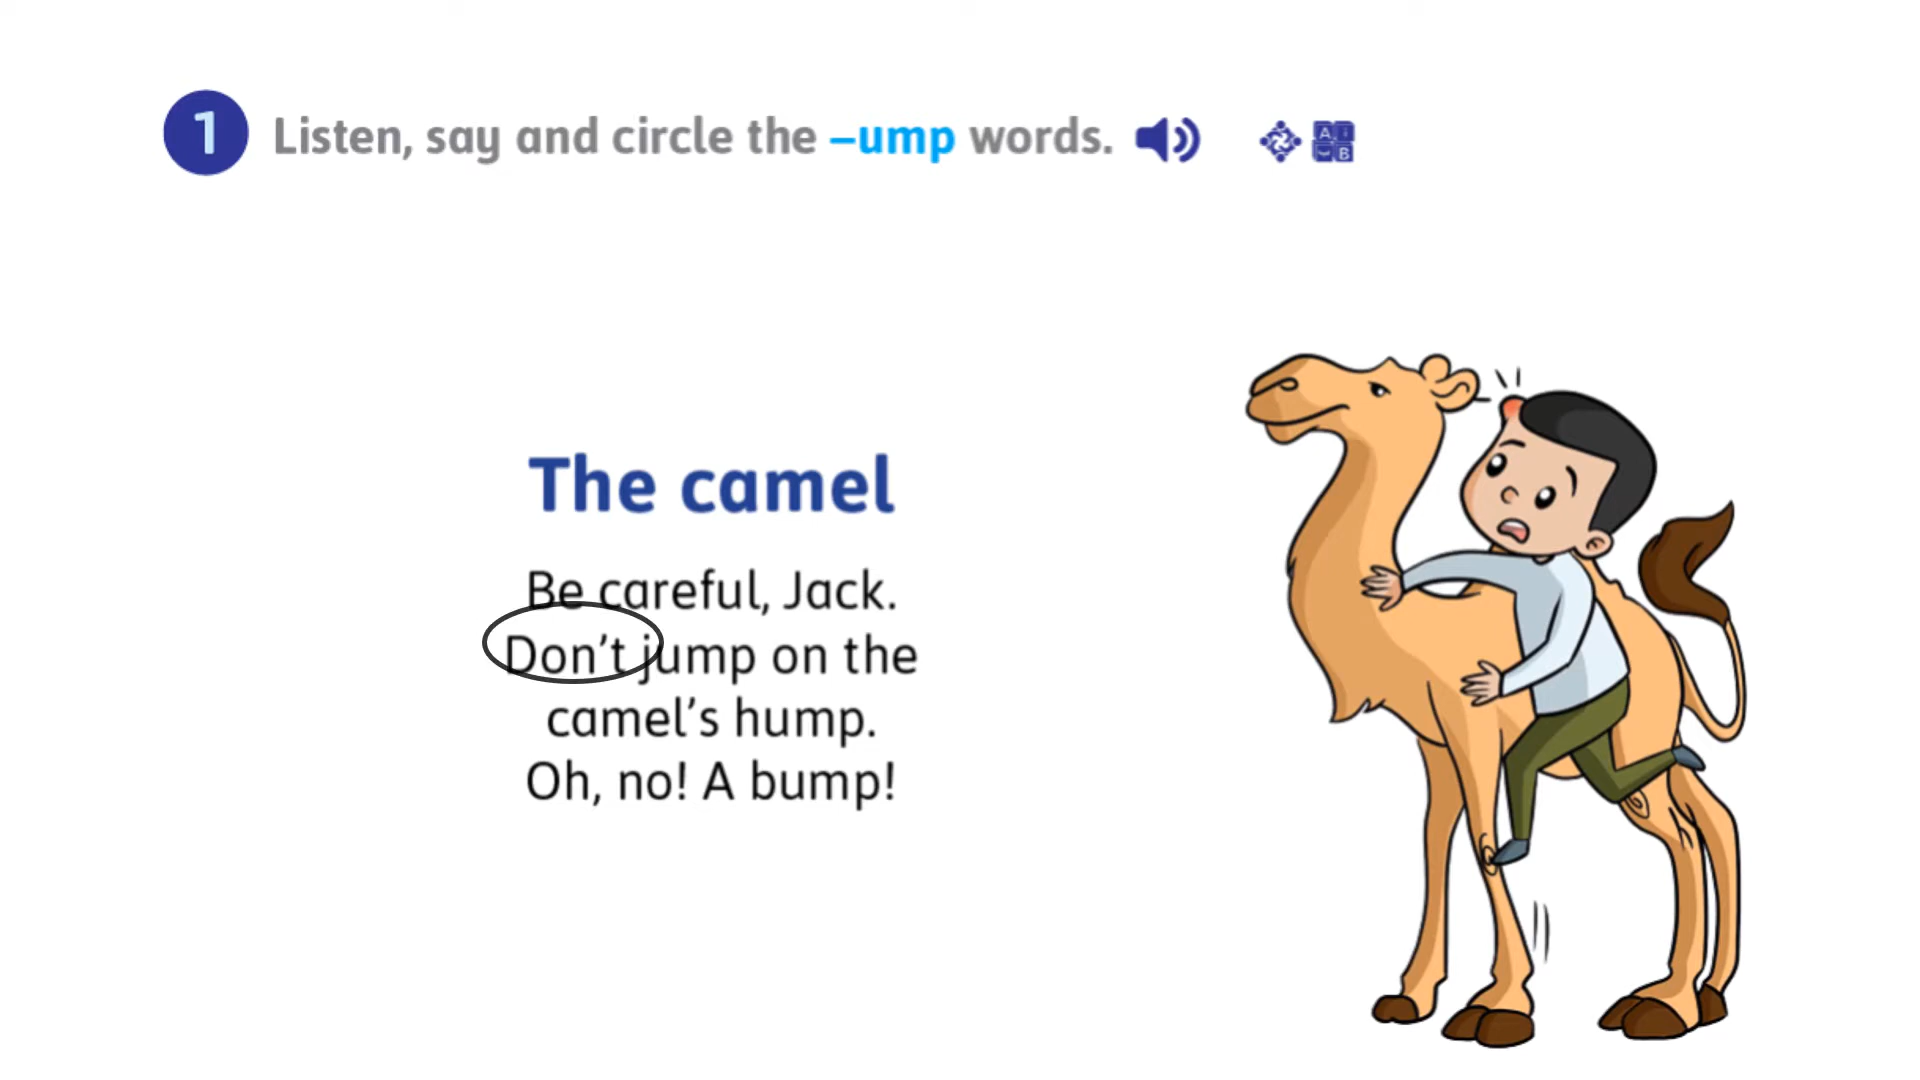 1 Listen, say and circle the –ump words.
The camel
Be careful, Jack.
Don't jump on the
camel's hump.
Oh, no! A bump!